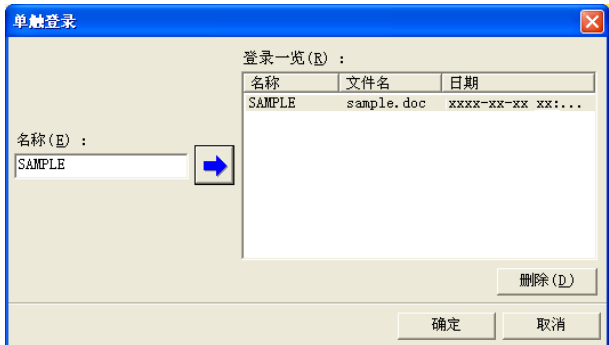 单触登录
登录一览(R) :
名称 文件名 日期
SAMPLE sample.doc xxxx-xx-xx xx:...
名称(E) :
SAMPLE
删除(D)
确定 取消